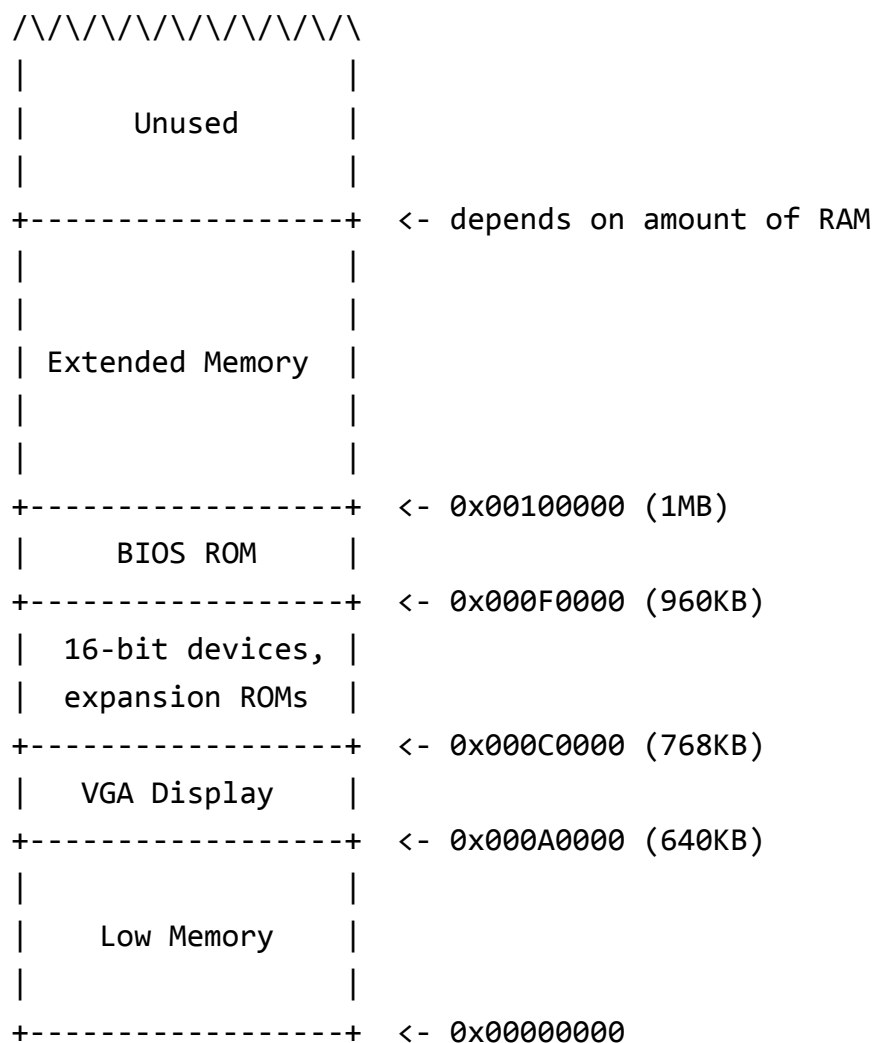 /\/\/\/\/\/\/\/\/\/\
|                  |
|      Unused      |
|                  |
+------------------+  <- depends on amount of RAM
|                  |
|                  |
| Extended Memory  |
|                  |
|                  |
+------------------+  <- 0x00100000 (1MB)
|     BIOS ROM     |
+------------------+  <- 0x000F0000 (960KB)
|  16-bit devices, |
|  expansion ROMs  |
+------------------+  <- 0x000C0000 (768KB)
|   VGA Display    |
+------------------+  <- 0x000A0000 (640KB)
|                  |
|    Low Memory    |
|                  |
+------------------+  <- 0x00000000